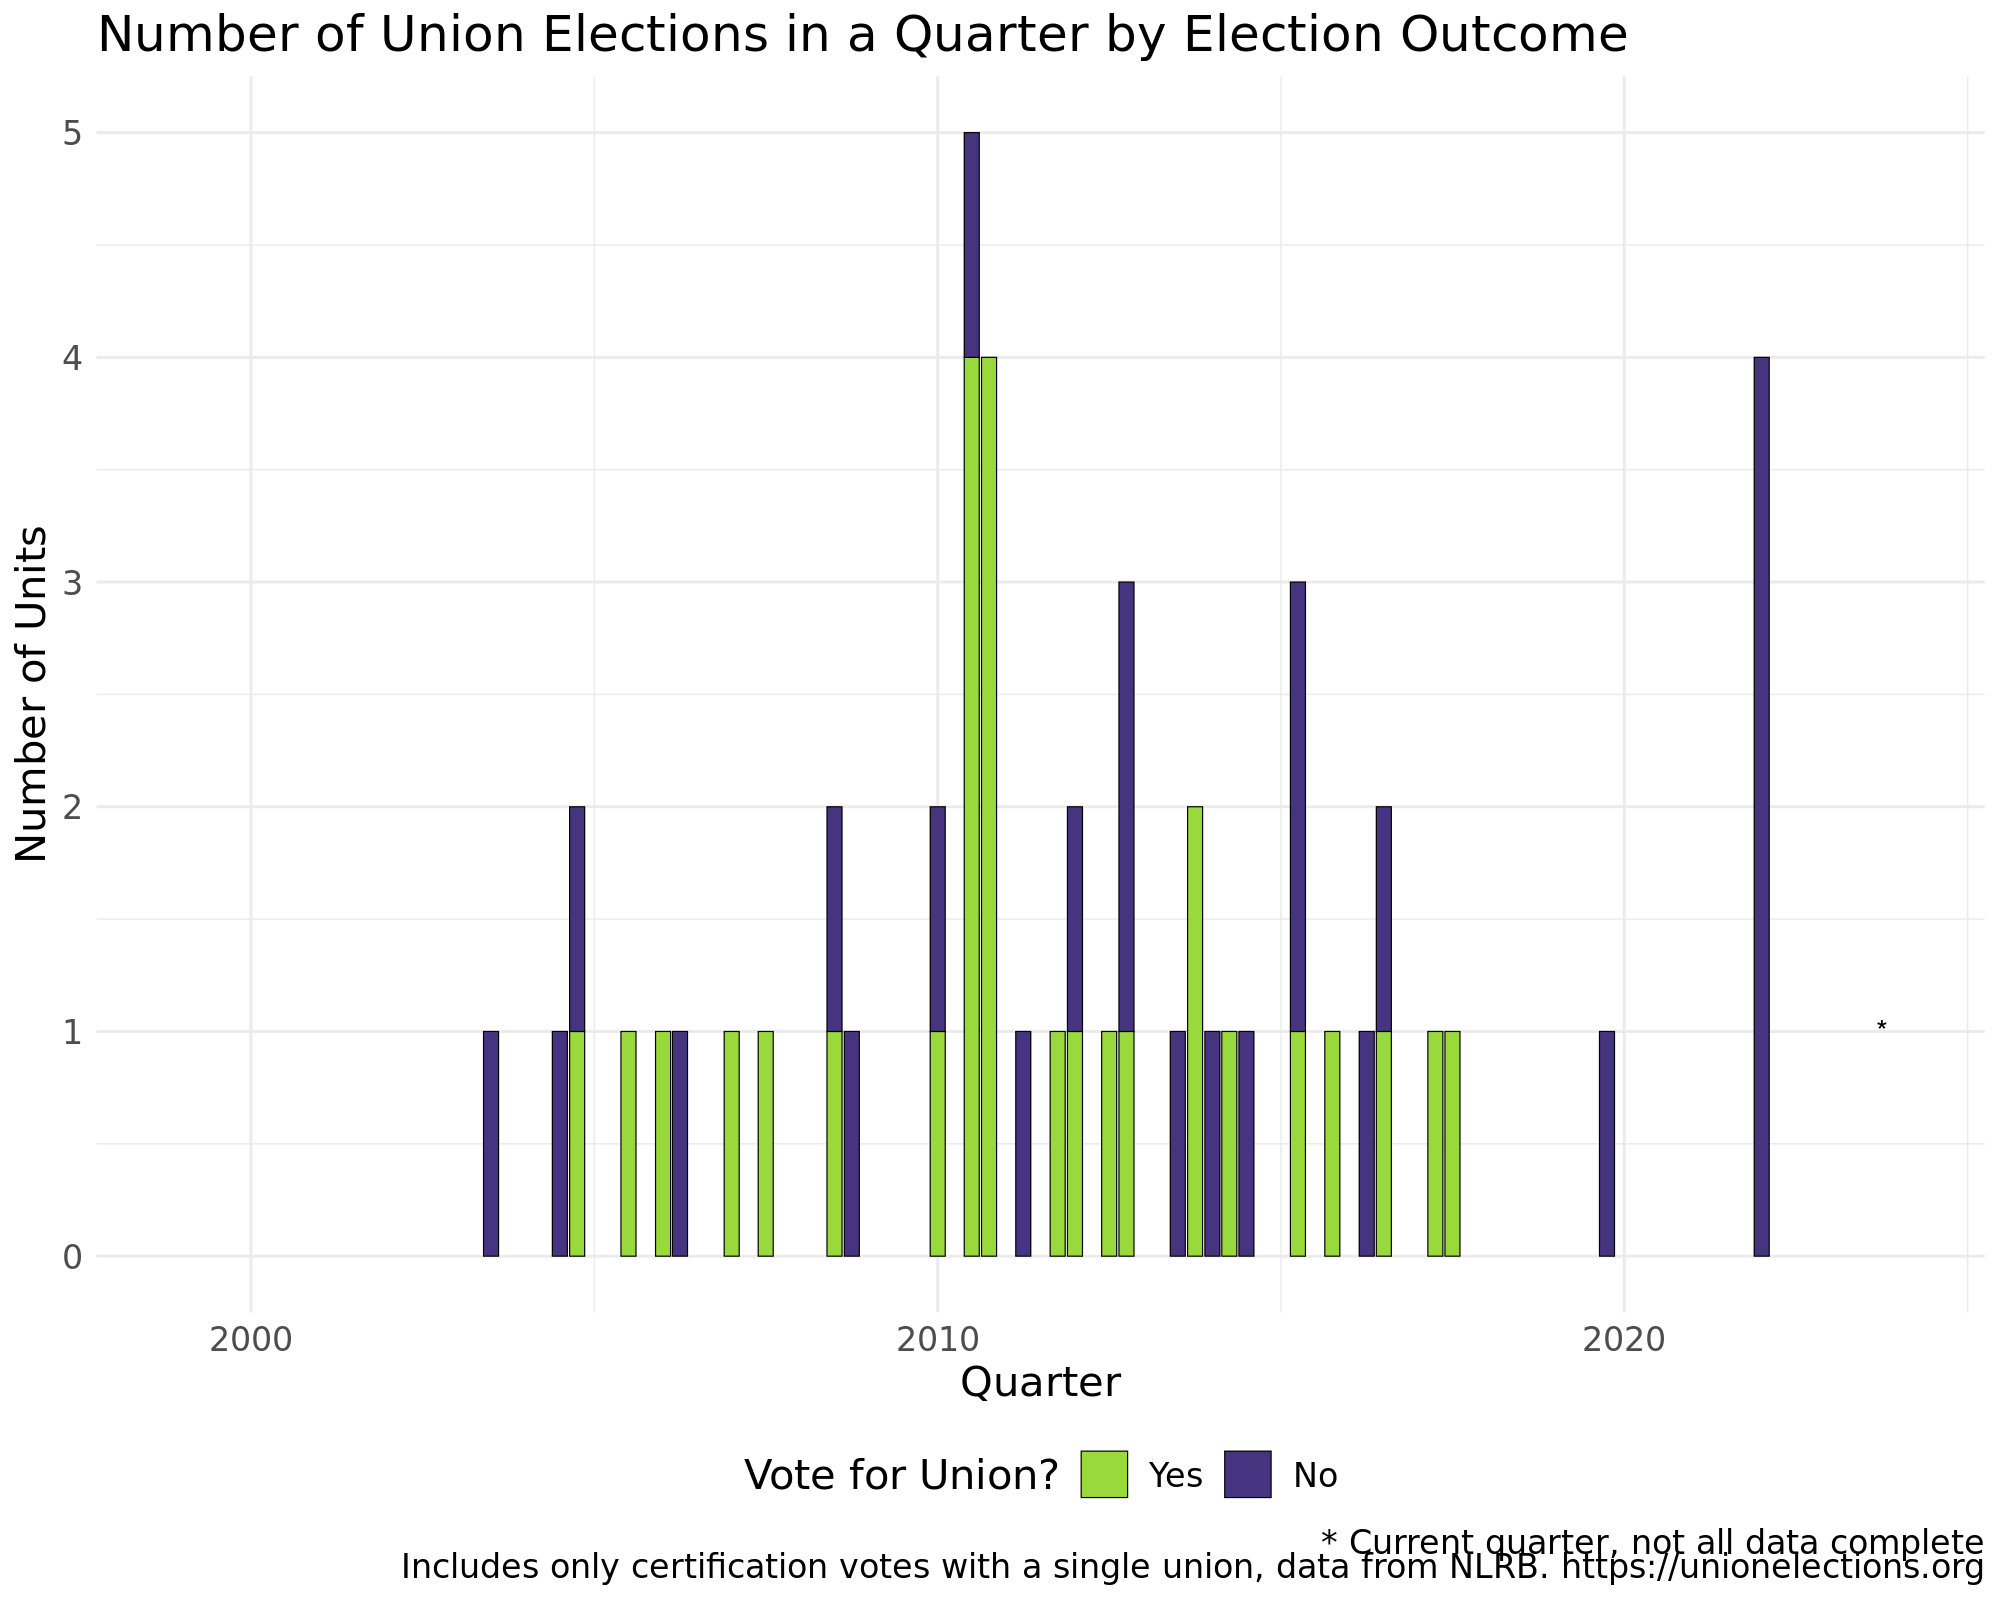 Number of Union Elections in a Quarter by Election Outcome
5
4
3
2
1
0
Number of Units
*
2000 2010 2020
Quarter
Vote for Union? Yes No
* Current quarter, not all data complete
Includes only certification votes with a single union, data from NLRB. https://unionelections.org